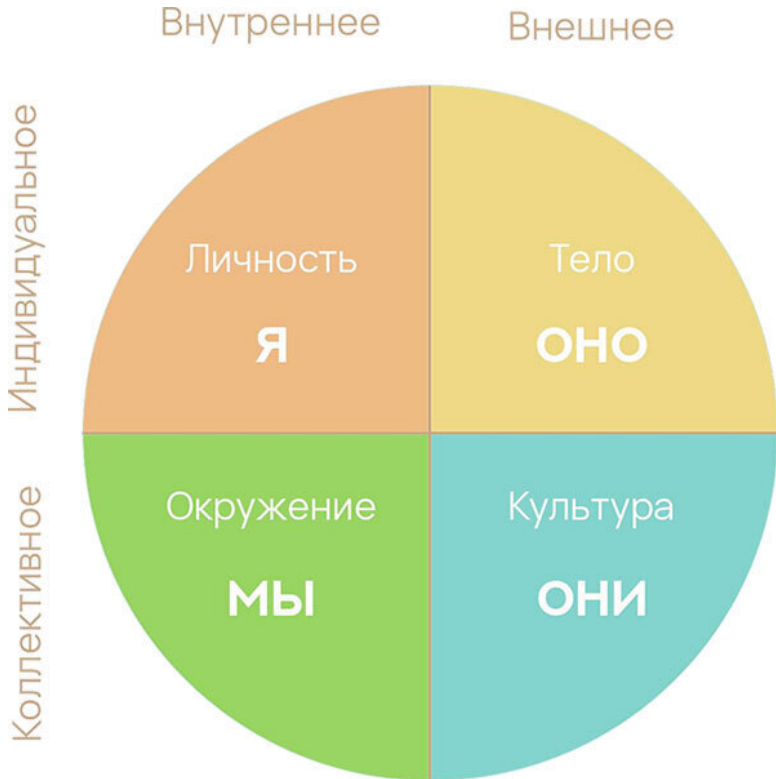 Внутреннее
Внешнее
Индивидуальное
Личность
Я
Тело
ОНО
Коллективное
Окружение
МЫ
Культура
ОНИ